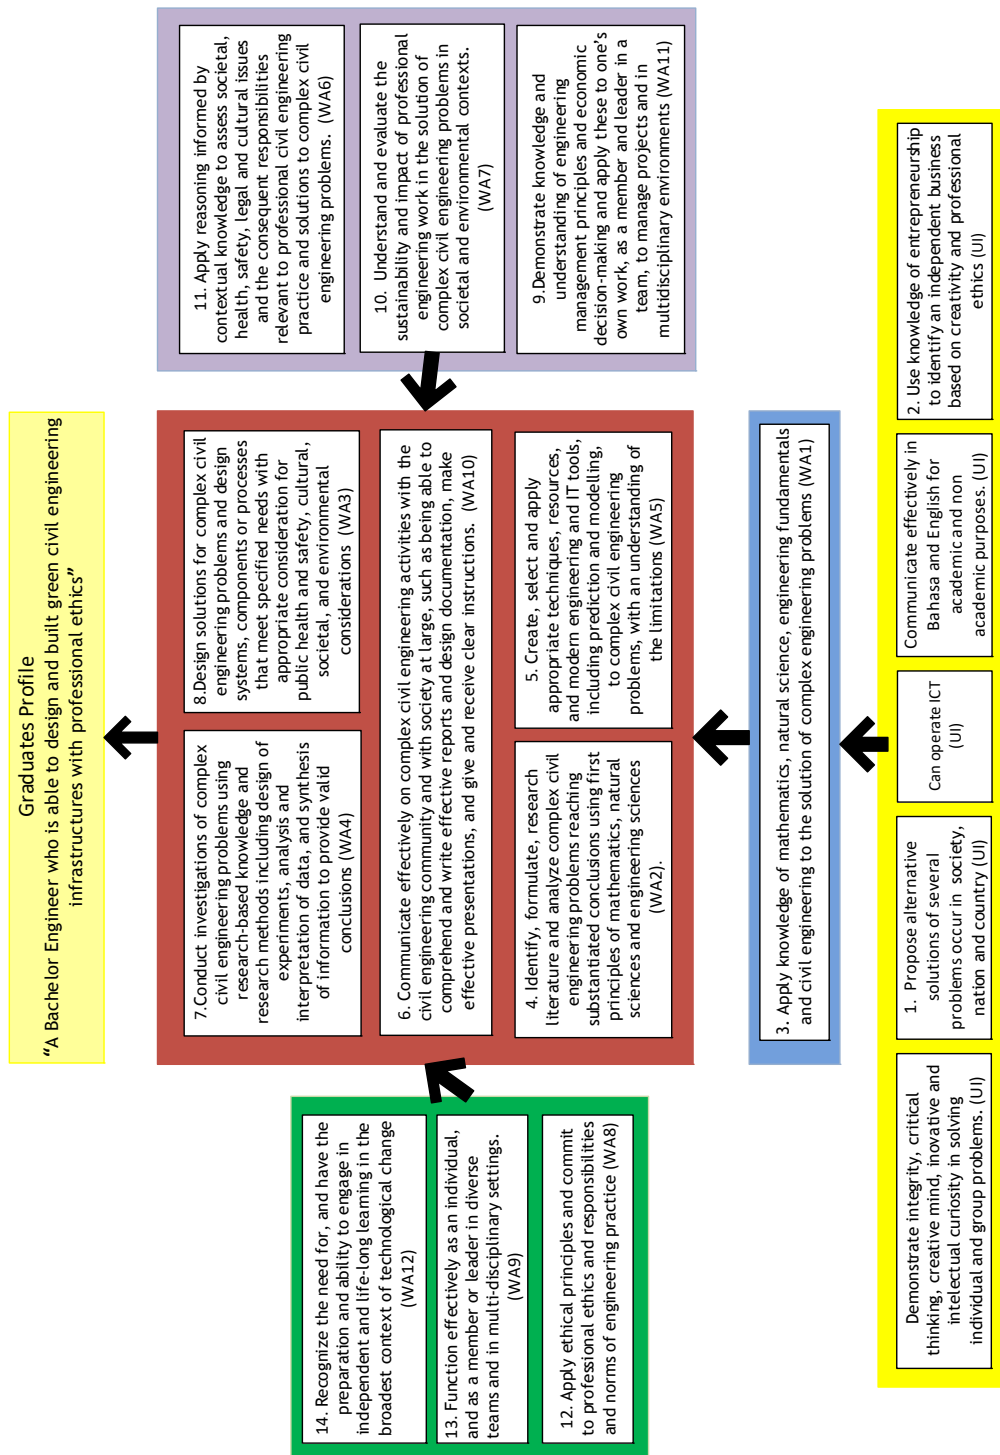 Graduates Profile
“A Bachelor Engineer who is able to design and built green civil engineering
infrastructures with professional ethics”
14. Recognize the need for, and have the
preparation and ability to engage in
independent and life-long learning in the
broadest context of technological change
(WA12)
13. Function effectively as an individual,
and as a member or leader in diverse
teams and in multi-disciplinary settings.
(WA9)
12. Apply ethical principles and commit
to professional ethics and responsibilities
and norms of engineering practice (WA8)
7.Conduct investigations of complex
civil engineering problems using
research-based knowledge and
research methods including design of
experiments, analysis and
interpretation of data, and synthesis
of information to provide valid
conclusions (WA4)
8.Design solutions for complex civil
engineering problems and design
systems, components or processes
that meet specified needs with
appropriate consideration for
public health and safety, cultural,
societal, and environmental
considerations (WA3)
6. Communicate effectively on complex civil engineering activities with the
civil engineering community and with society at large, such as being able to
comprehend and write effective reports and design documentation, make
effective presentations, and give and receive clear instructions. (WA10)
4. Identify, formulate, research
literature and analyze complex civil
engineering problems reaching
substantiated conclusions using first
principles of mathematics, natural
sciences and engineering sciences
(WA2).
5. Create, select and apply
appropriate techniques, resources,
and modern engineering and IT tools,
including prediction and modelling,
to complex civil engineering
problems, with an understanding of
the limitations (WA5)
11. Apply reasoning informed by
contextual knowledge to assess societal,
health, safety, legal and cultural issues
and the consequent responsibilities
relevant to professional civil engineering
practice and solutions to complex civil
engineering problems. (WA6)
10. Understand and evaluate the
sustainability and impact of professional
engineering work in the solution of
complex civil engineering problems in
societal and environmental contexts.
(WA7)
9.Demonstrate knowledge and
understanding of engineering
management principles and economic
decision-making and apply these to one’s
own work, as a member and leader in a
team, to manage projects and in
multidisciplinary environments (WA11)
3. Apply knowledge of mathematics, natural science, engineering fundamentals
and civil engineering to the solution of complex engineering problems (WA1)
Demonstrate integrity, critical
thinking, creative mind, inovative and
intelectual curiosity in solving
individual and group problems. (UI)
1. Propose alternative
solutions of several
problems occur in society,
nation and country (UI)
Can operate ICT
(UI)
Communicate effectively in
Bahasa and English for
academic and non
academic purposes. (UI)
2. Use knowledge of entrepreneurship
to identify an independent business
based on creativity and professional
ethics (UI)